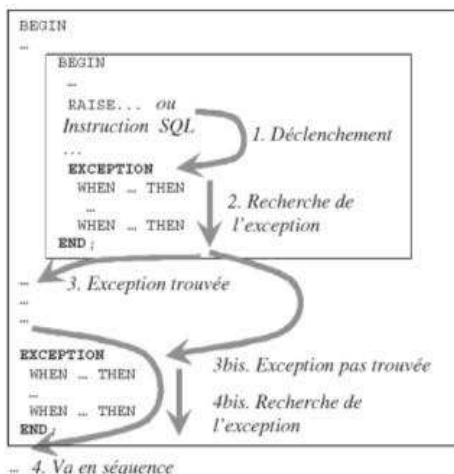 BEGIN
…
BEGIN
…
RAISE... ou
Instruction SQL
1. Déclenchement
...
EXCEPTION
WHEN … THEN
2. Recherche de
…
l'exception
WHEN … THEN
END;
… 3. Exception trouvée
…
…
EXCEPTION
3bis. Exception pas trouvée
WHEN … THEN
…
4bis. Recherche de
WHEN … THEN
l'exception
END;
… 4. Va en séquence